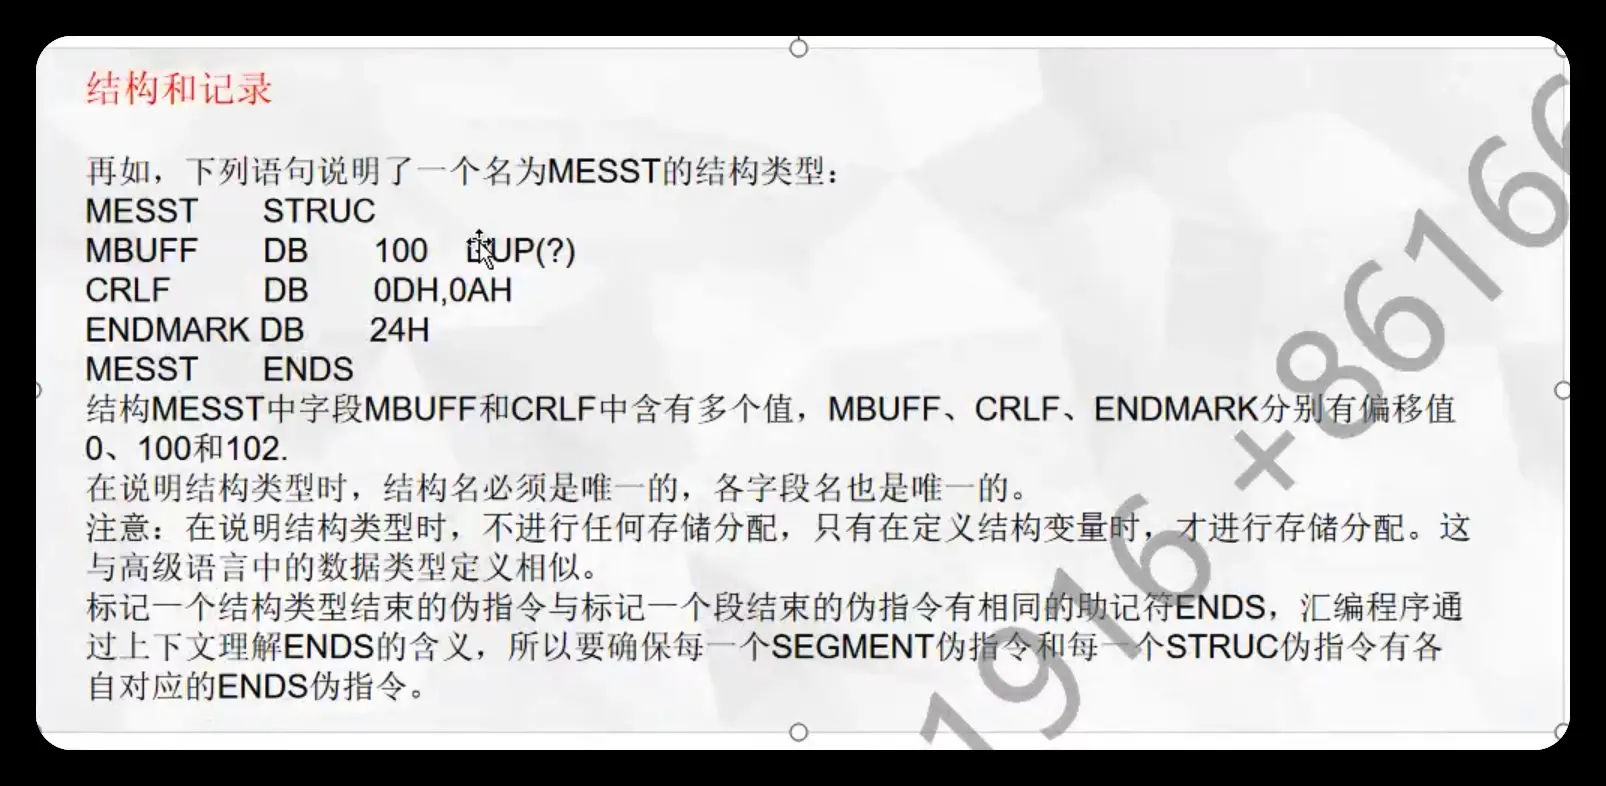 结构和记录
再如，下列语句说明了一个名为MESST的结构类型：
MESST STRUC
MBUFF DB 100 DUP(?)
CRLF DB 0DH,0AH
ENDMARK DB 24H
MESST ENDS
结构MESST中字段MBUFF和CRLF中含有多个值，MBUFF、CRLF、ENDMARK分别有偏移值
0、100和102.
在说明结构类型时，结构名必须是唯一的，各字段名也是唯一的。
注意：在说明结构类型时，不进行任何存储分配，只有在定义结构变量时，才进行存储分配。这
与高级语言中的数据类型定义相似。
标记一个结构类型结束的伪指令与标记一个段结束的伪指令有相同的助记符ENDS，汇编程序通
过上下文理解ENDS的含义，所以要确保每一个SEGMENT伪指令和每一个STRUC伪指令有各
自对应的ENDS伪指令。
1916 +86166